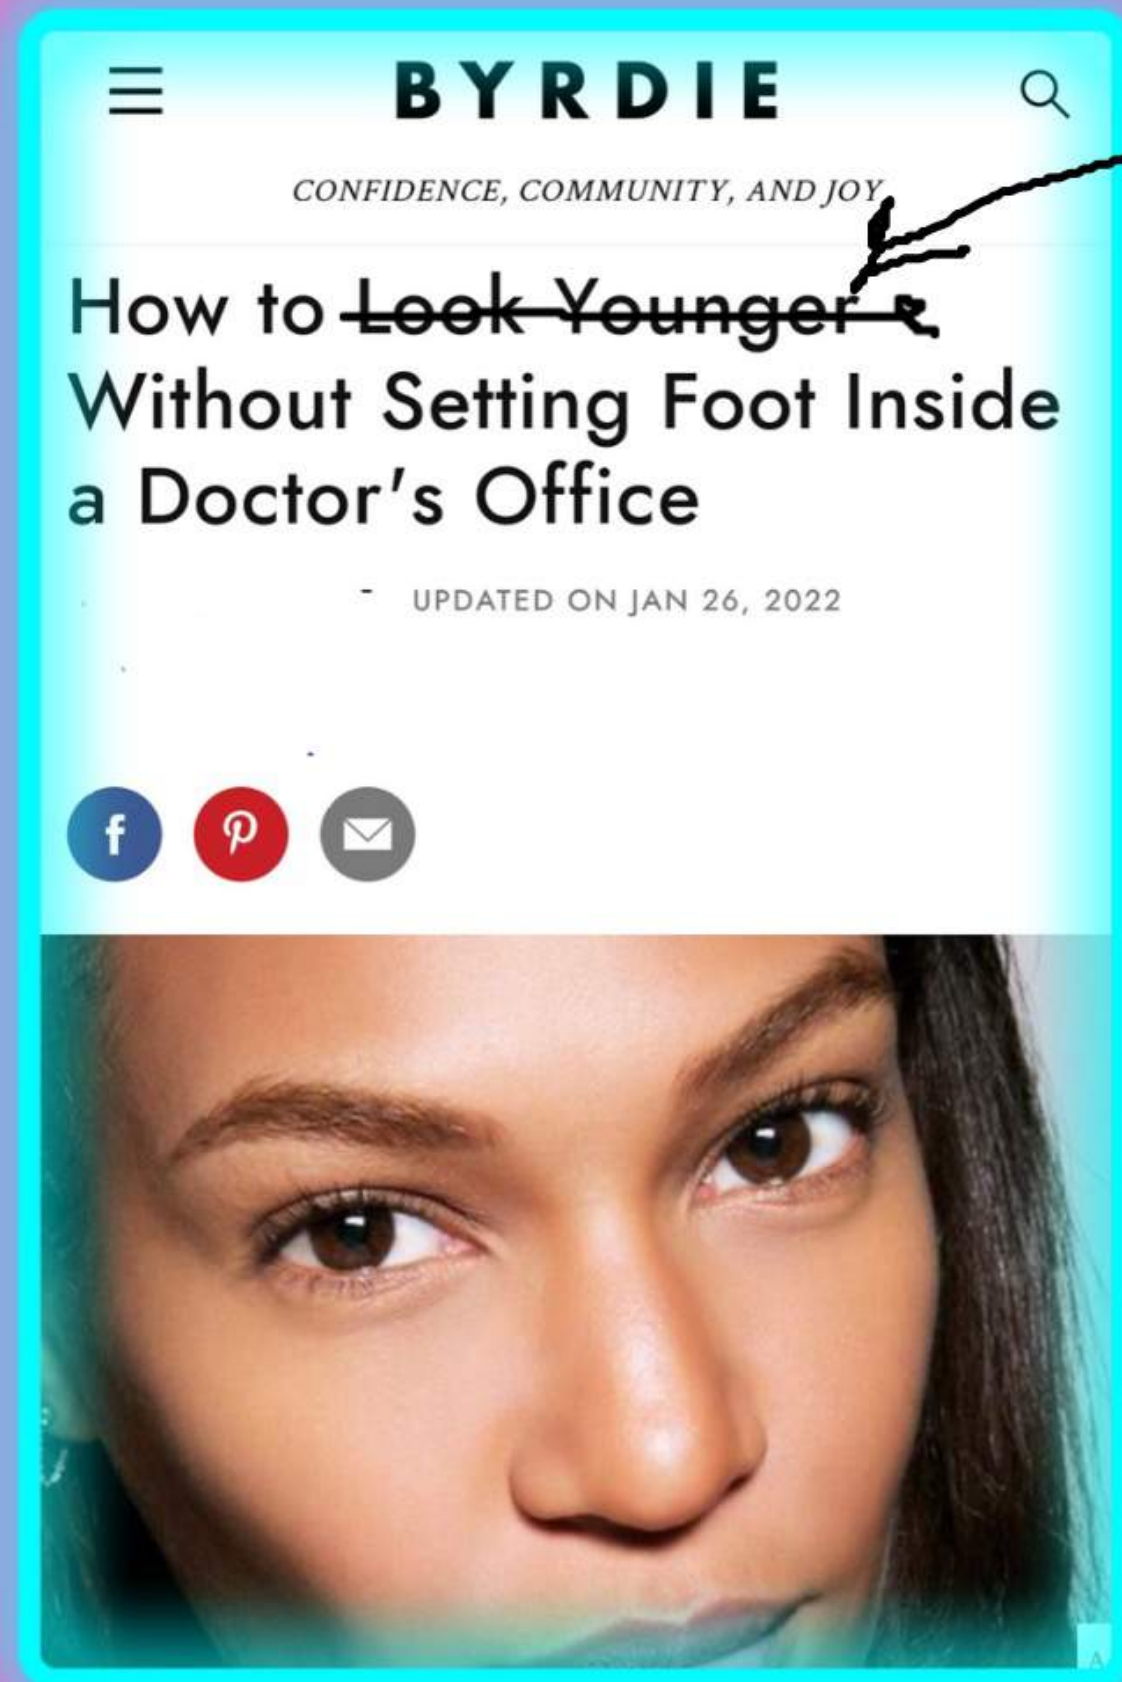 BYRDIE
CONFIDENCE, COMMUNITY, AND JOY
How to Look Younger
Without Setting Foot Inside
a Doctor's Office
UPDATED ON JAN 26, 2022
f
A